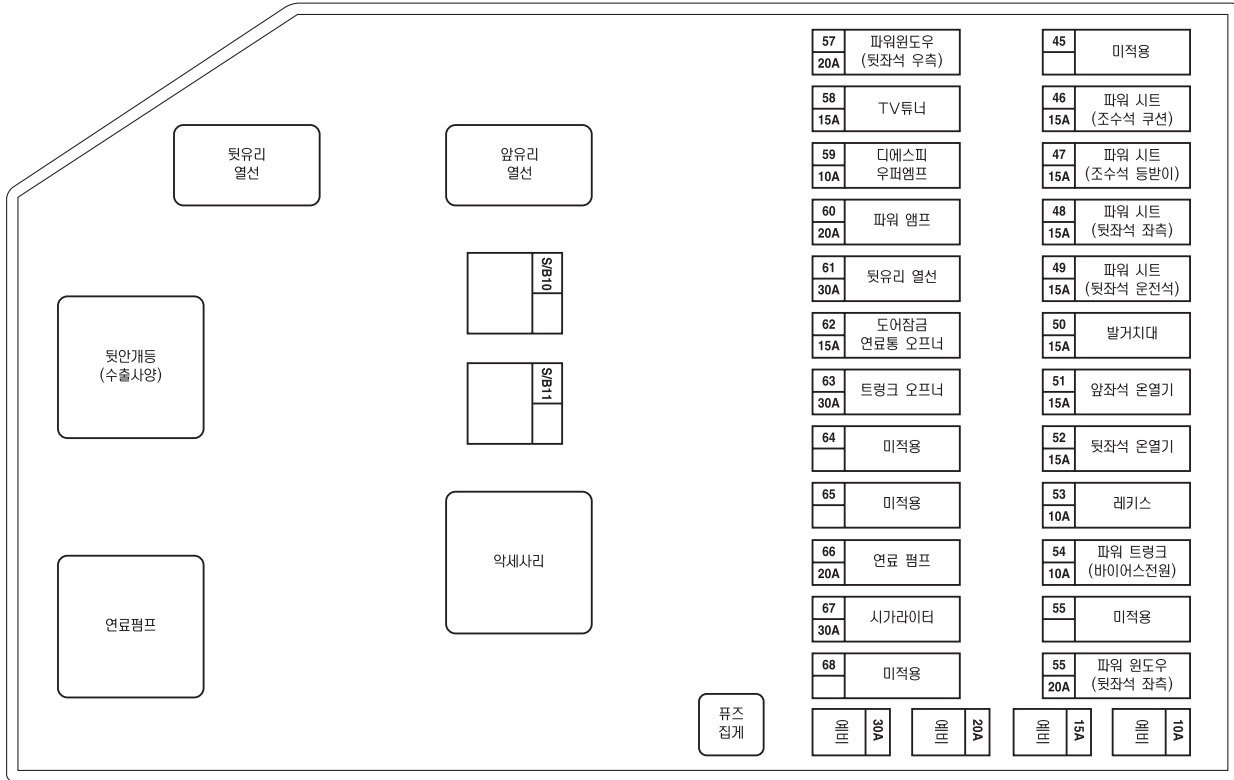 뒷유리
열선
앞유리
열선
S/B10
S/B11
뒷안개등
(수출사양)
악세사리
연료펌프
퓨즈
집게
57
20A
파워윈도우
(뒷좌석 우측)
58
15A
TV튜너
59
10A
디에스피
우퍼엠프
60
20A
파워 앰프
61
30A
뒷유리 열선
62
15A
도어잠금
연료통 오프너
63
30A
트렁크 오프너
64
미적용
65
미적용
66
20A
연료 펌프
67
30A
시가라이터
68
미적용
45
미적용
46
15A
파워 시트
(조수석 쿠션)
47
15A
파워 시트
(조수석 등받이)
48
15A
파워 시트
(뒷좌석 좌측)
49
15A
파워 시트
(뒷좌석 운전석)
50
15A
발거치대
51
15A
앞좌석 온열기
52
15A
뒷좌석 온열기
53
10A
레키스
54
10A
파워 트렁크
(바이어스전원)
55
미적용
55
20A
파워 윈도우
(뒷좌석 좌측)
예비
30A
예비
20A
예비
15A
예비
10A